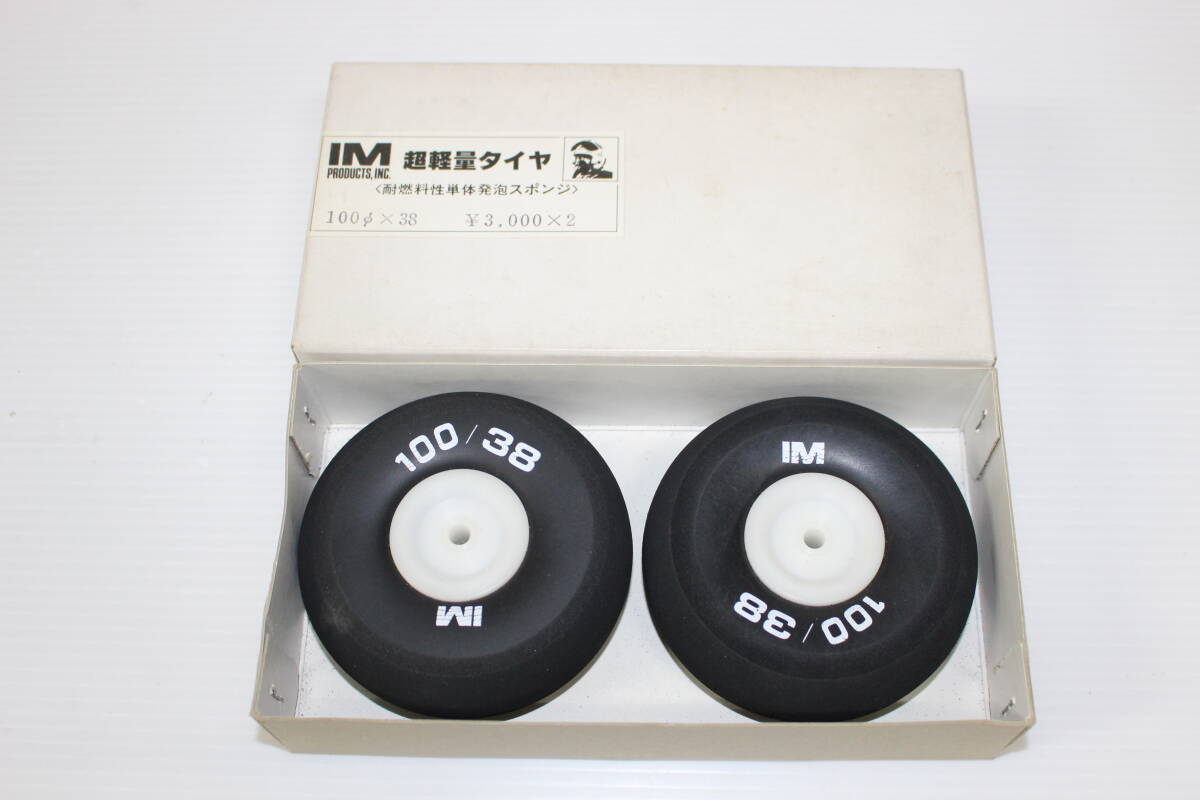 IM 超軽量タイヤ
PRODUCTS, INC.
〈耐燃料性単体発泡スポンジ〉
100φ×38 ¥3,000×2
100/38
IM
IM
100/38